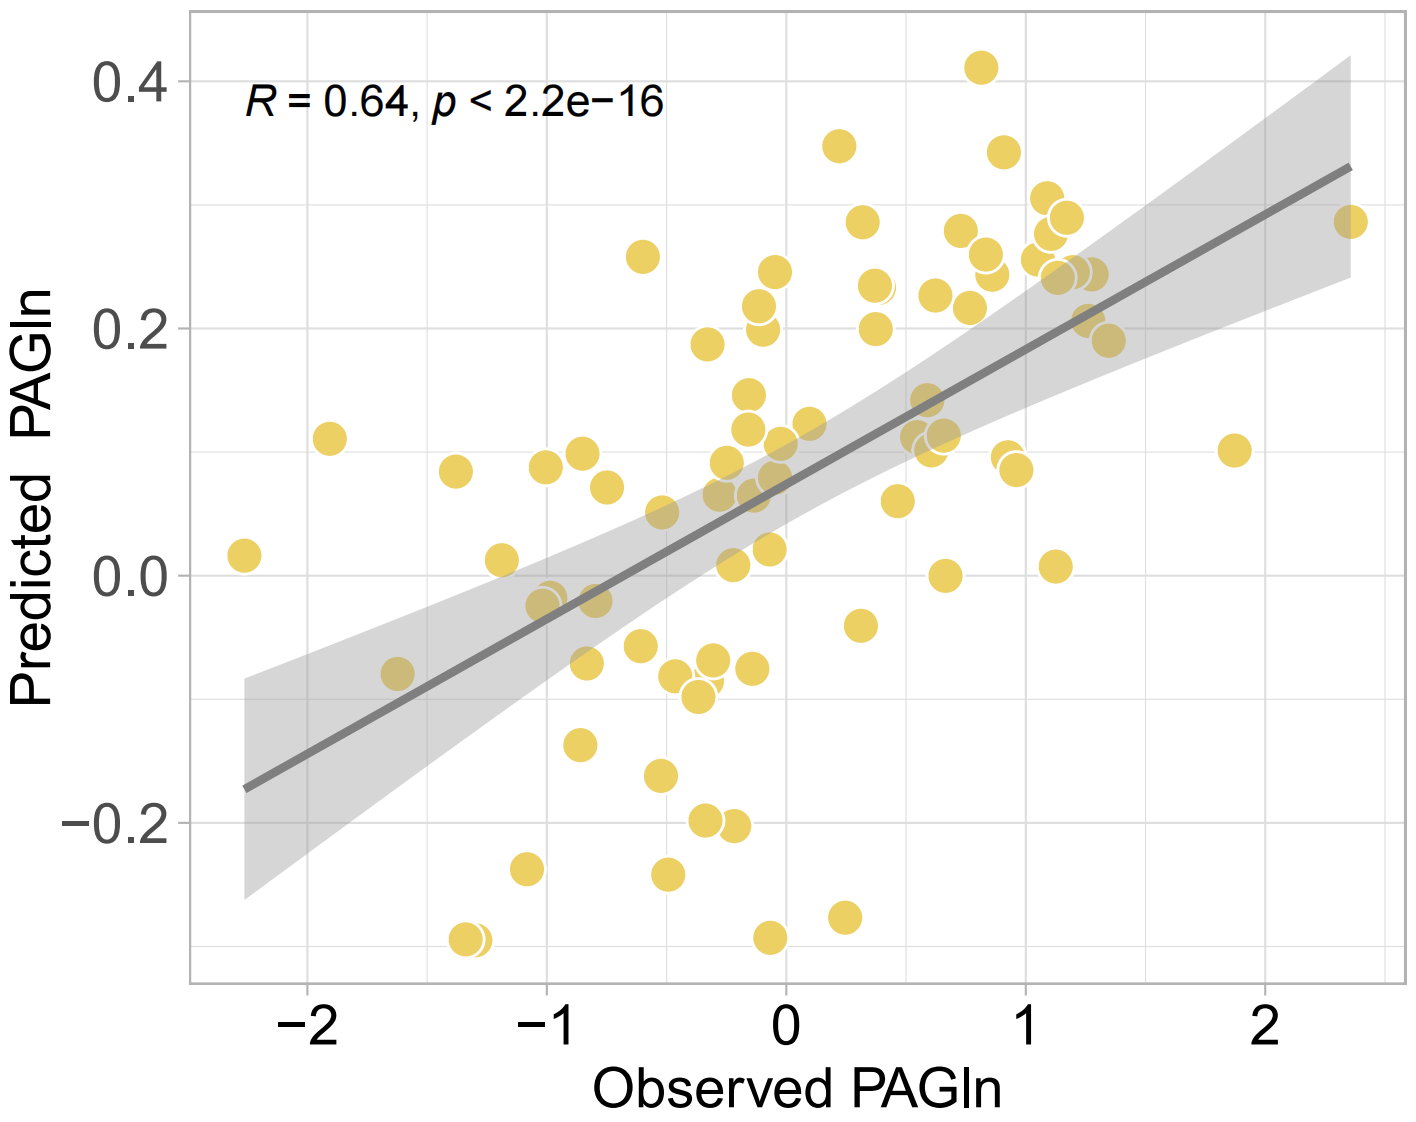 R = 0.64, p < 2.2e−16
0.4
0.2
0.0
−0.2
Predicted PAGln
−2 −1 0 1 2
Observed PAGln